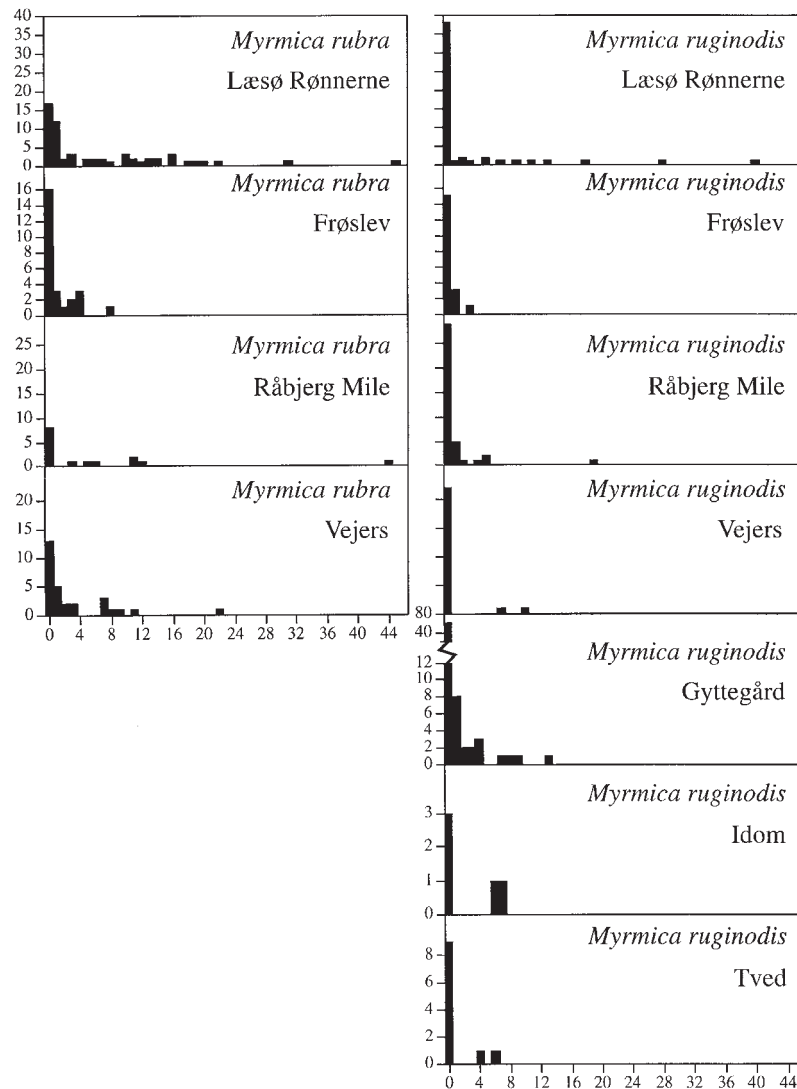 40
35
30
25
20
15
10
5
0
Myrmica rubra
Læsø Rønnerne
16
14
12
10
8
6
4
2
0
Myrmica rubra
Frøslev
25
20
15
10
5
0
Myrmica rubra
Råbjerg Mile
20
15
10
5
0
Myrmica rubra
Vejers
0 4 8 12 16 20 24 28 32 36 40 44
Myrmica ruginodis
Læsø Rønnerne
Myrmica ruginodis
Frøslev
Myrmica ruginodis
Råbjerg Mile
Myrmica ruginodis
Vejers
80
40
12
10
8
6
4
2
0
Myrmica ruginodis
Gyttegård
3
2
1
0
Myrmica ruginodis
Idom
8
6
4
2
0
Myrmica ruginodis
Tved
0 4 8 12 16 20 24 28 32 36 40 44